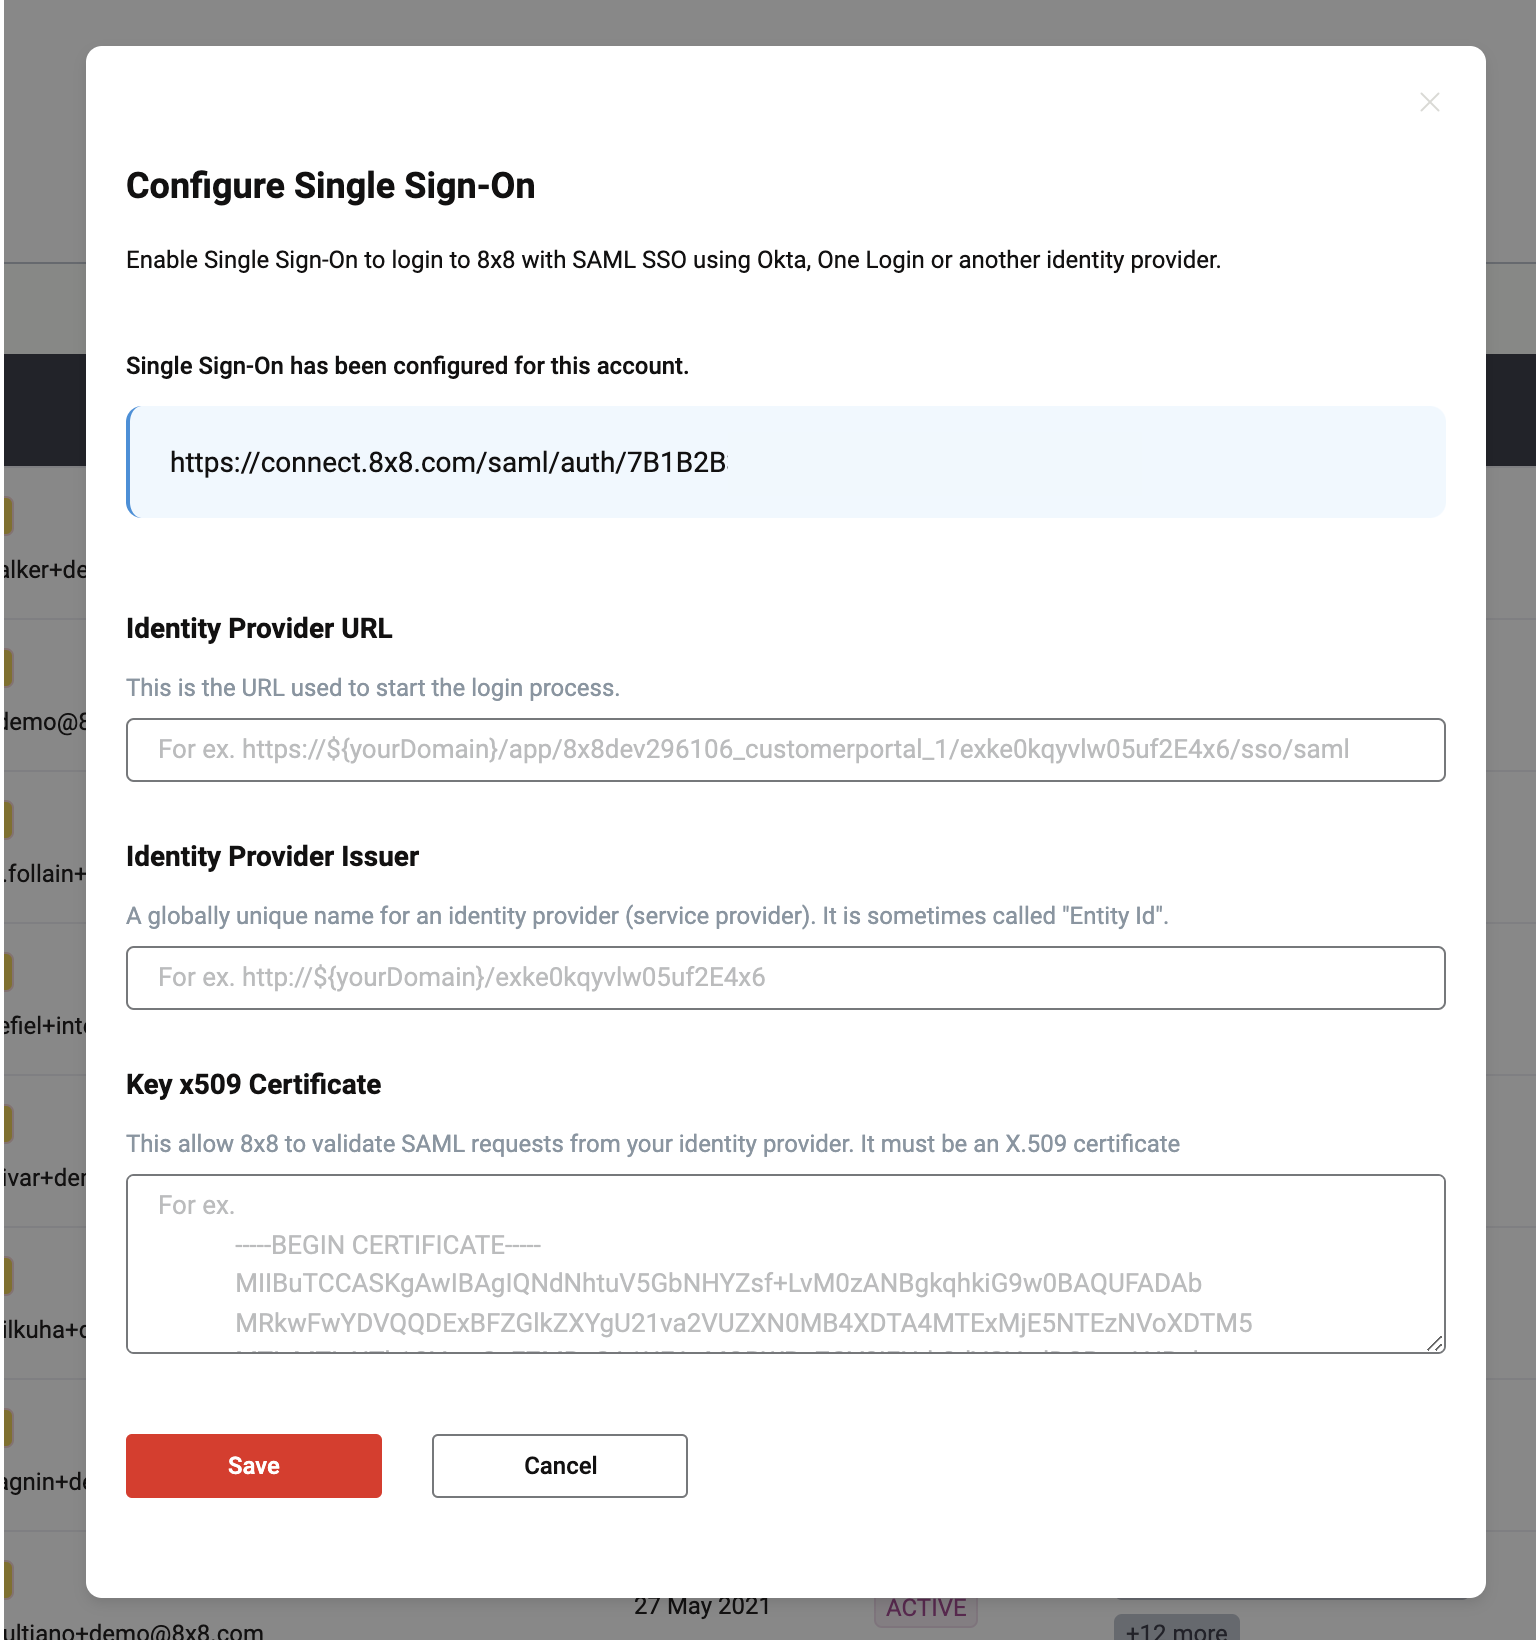 Configure Single Sign-On
Enable Single Sign-On to login to 8x8 with SAML SSO using Okta, One Login or another identity provider.
Single Sign-On has been configured for this account.
https://connect.8x8.com/saml/auth/7B1B2B
Identity Provider URL
This is the URL used to start the login process.
For ex. https://${yourDomain}/app/8x8dev296106_customerportal_1/exke0kqyvlw05uf2E4x6/sso/saml
Identity Provider Issuer
A globally unique name for an identity provider (service provider). It is sometimes called "Entity Id".
For ex. http://${yourDomain}/exke0kqyvlw05uf2E4x6
Key x509 Certificate
This allow 8x8 to validate SAML requests from your identity provider. It must be an X.509 certificate
For ex.
-----BEGIN CERTIFICATE-----
MIIBuTCCASKgAwIBAgIQNdNhtuV5GbNHYZsf+LvM0zANBgkqhkiG9w0BAQUFADAb
MRkwFwYDVQQDExBFZGlkZXYgU21va2VUZXN0MB4XDTA4MTExMjE5NTEzNVoXDTM5
Save
Cancel
alker+de
demo@8
.follain+
efiel+inte
ivar+der
ilkuha+c
agnin+de
ultiano+demo@8x8.com
27 May 2021
ACTIVE
+12 more